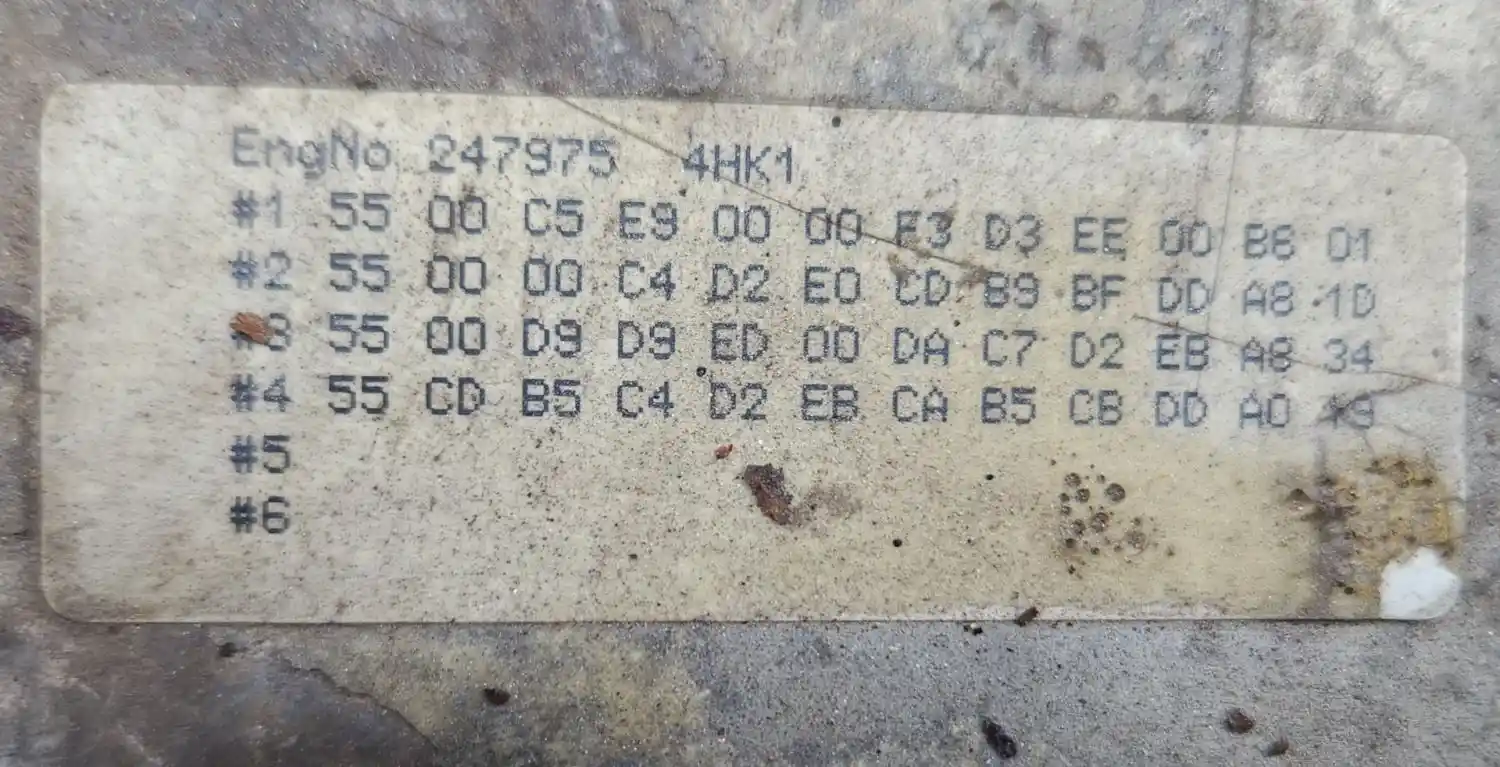 EngNo 247975 4HK1
#1 55 00 C5 E9 00 00 E3 D3 EE 00 B6 01
#2 55 00 00 C4 D2 E0 CD B9 BF DD A8 1D
#3 55 00 D9 D9 ED 00 DA C7 D2 EB A8 34
#4 55 CD B5 C4 D2 EB CA B5 CB DD A0
#5
#6